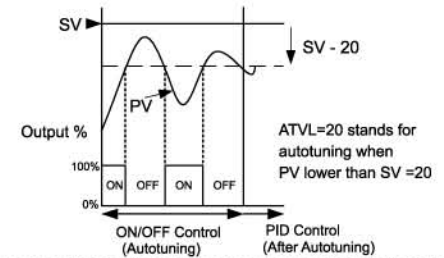 SV
SV - 20
PV
Output %
ATVL=20 stands for
autotuning when
PV lower than SV =20
100%
ON OFF ON OFF
0%
ON/OFF Control
(Autotuning)
PID Control
(After Autotuning)